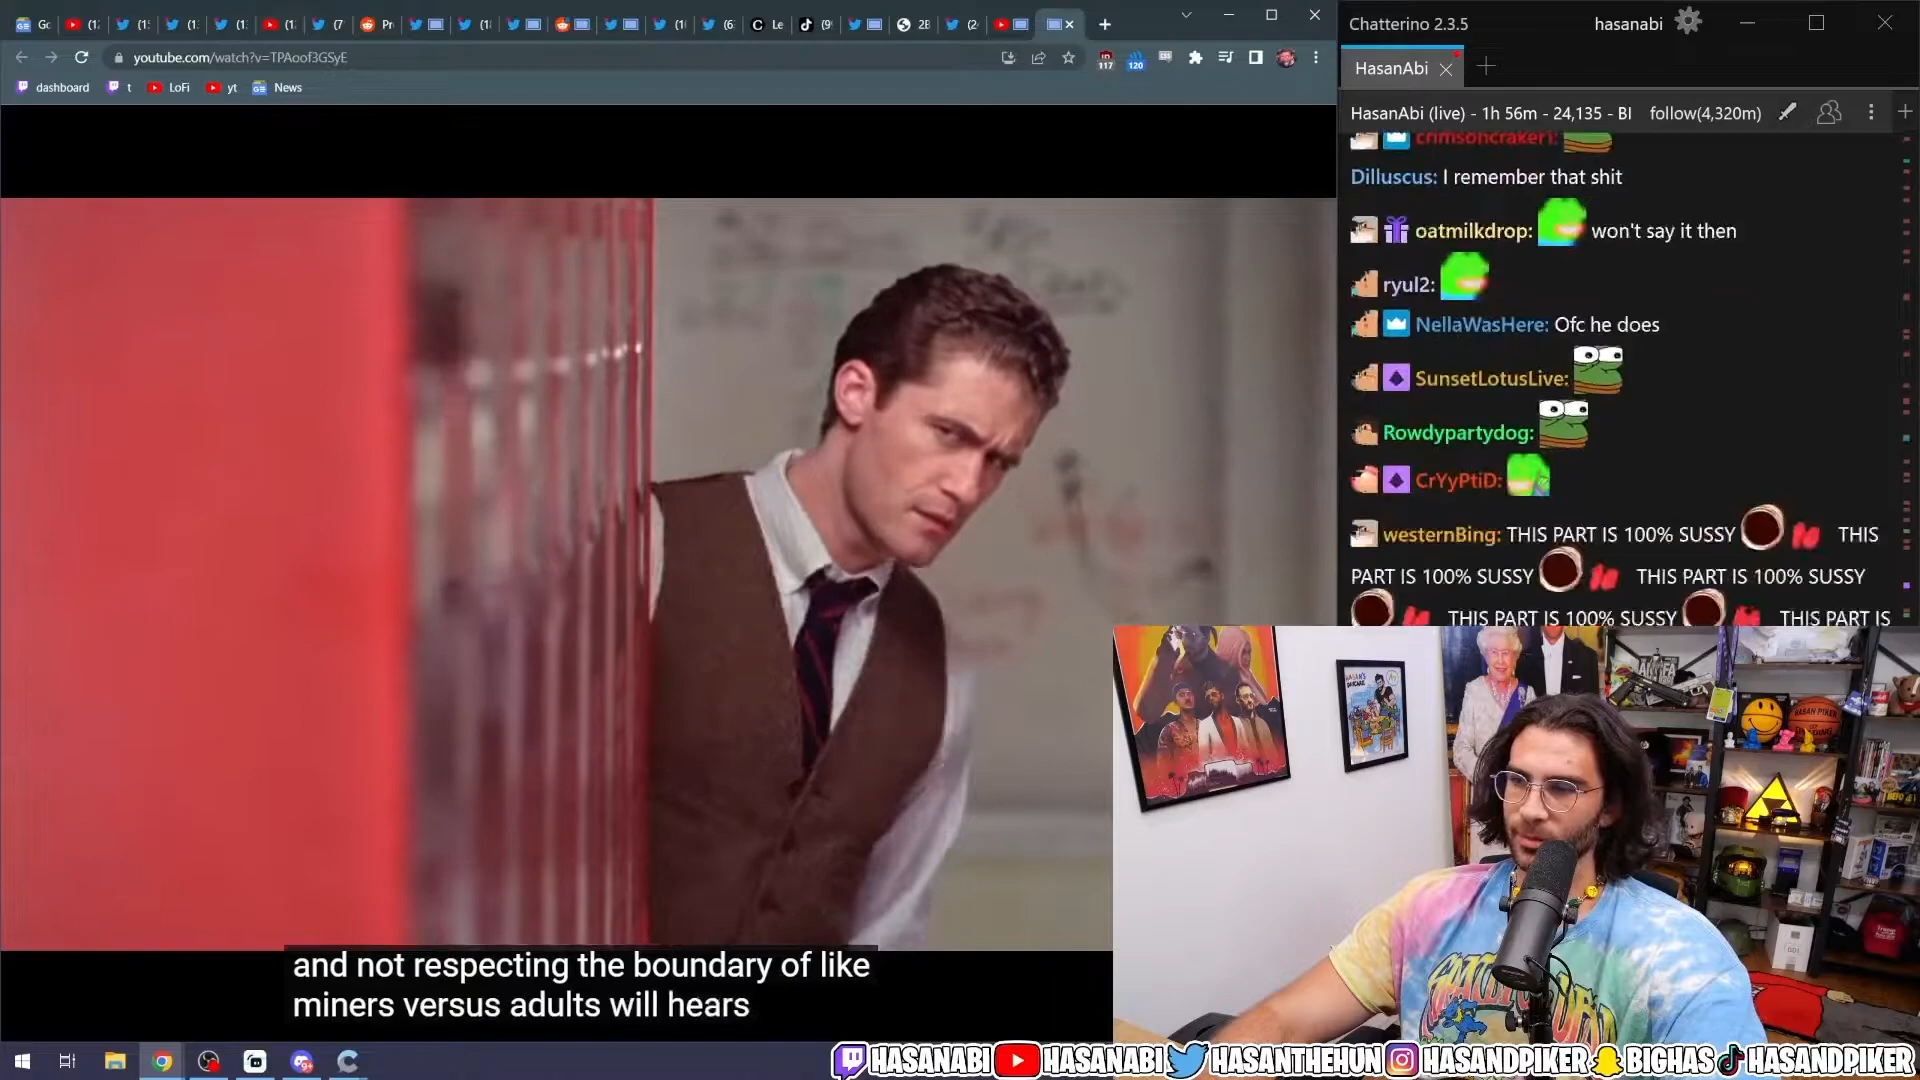 Chatterino 2.3.5
hasanabi
youtube.com/watch?v=TPAoof3GSyE
117
120
HasanAbi
dashboard
t
LoFi
yt
News
HasanAbi (live) - 1h 56m - 24,135 - BI
follow(4,320m)
crimsoncraker1:
Dilluscus: I remember that shit
oatmilkdrop: won't say it then
ryul2:
NellaWasHere: Ofc he does
SunsetLotusLive:
Rowdypartydog:
CrYyPtiD:
westernBing: THIS PART IS 100% SUSSY THIS
PART IS 100% SUSSY THIS PART IS 100% SUSSY
THIS PART IS 100% SUSSY THIS PART IS
and not respecting the boundary of like
miners versus adults will hears
HASANABI HASANABI HASANTHEHUN HASANDPIKER BIGHAS HASANDPIKER